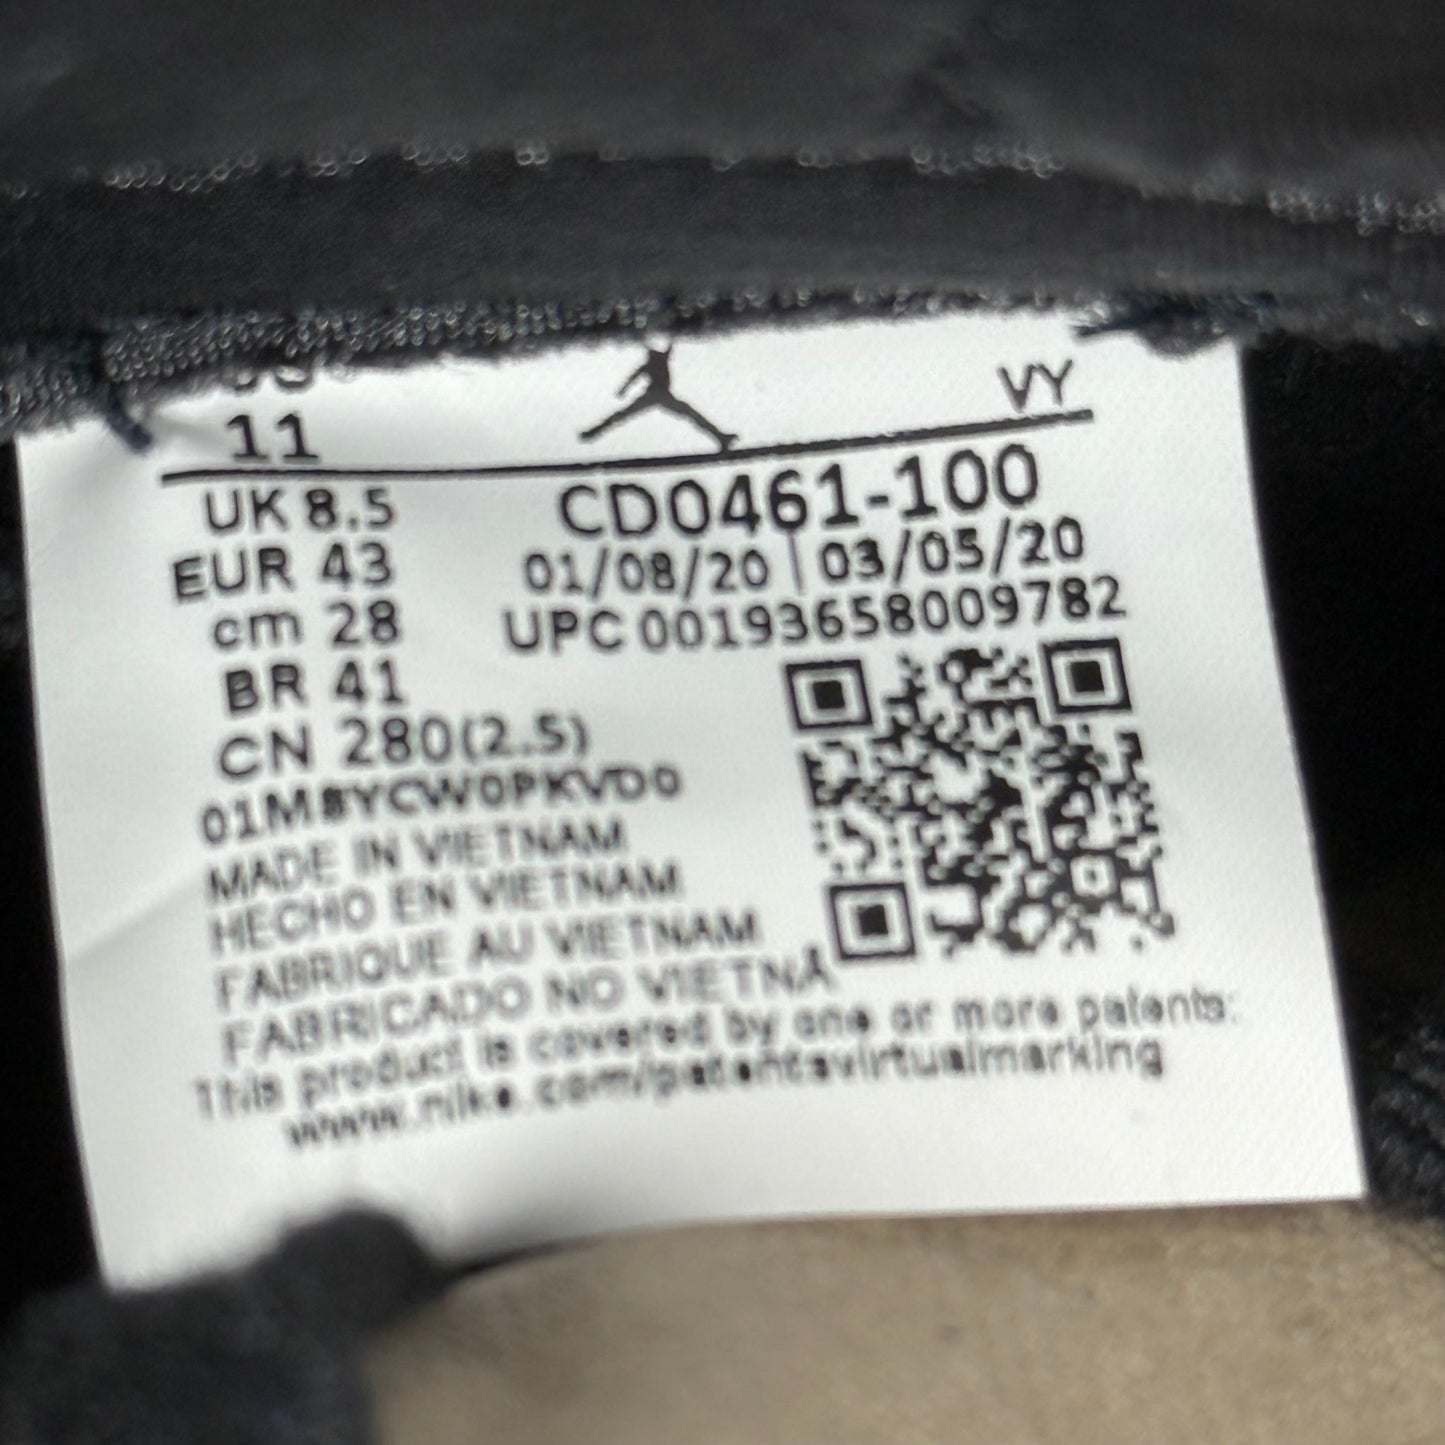 11
VY
UK 8.5
CD0461-100
EUR 43
01/08/20 | 03/05/20
cm 28
UPC 00193658009782
BR 41
CN 280(2.5)
01M8YCW0PKVD0
MADE IN VIETNAM
HECHO EN VIETNAM
FABRIQUE AU VIETNAM
FABRICADO NO VIETNÃ
This product is covered by one or more patents:
www.nike.com/patentsvirtualmarking